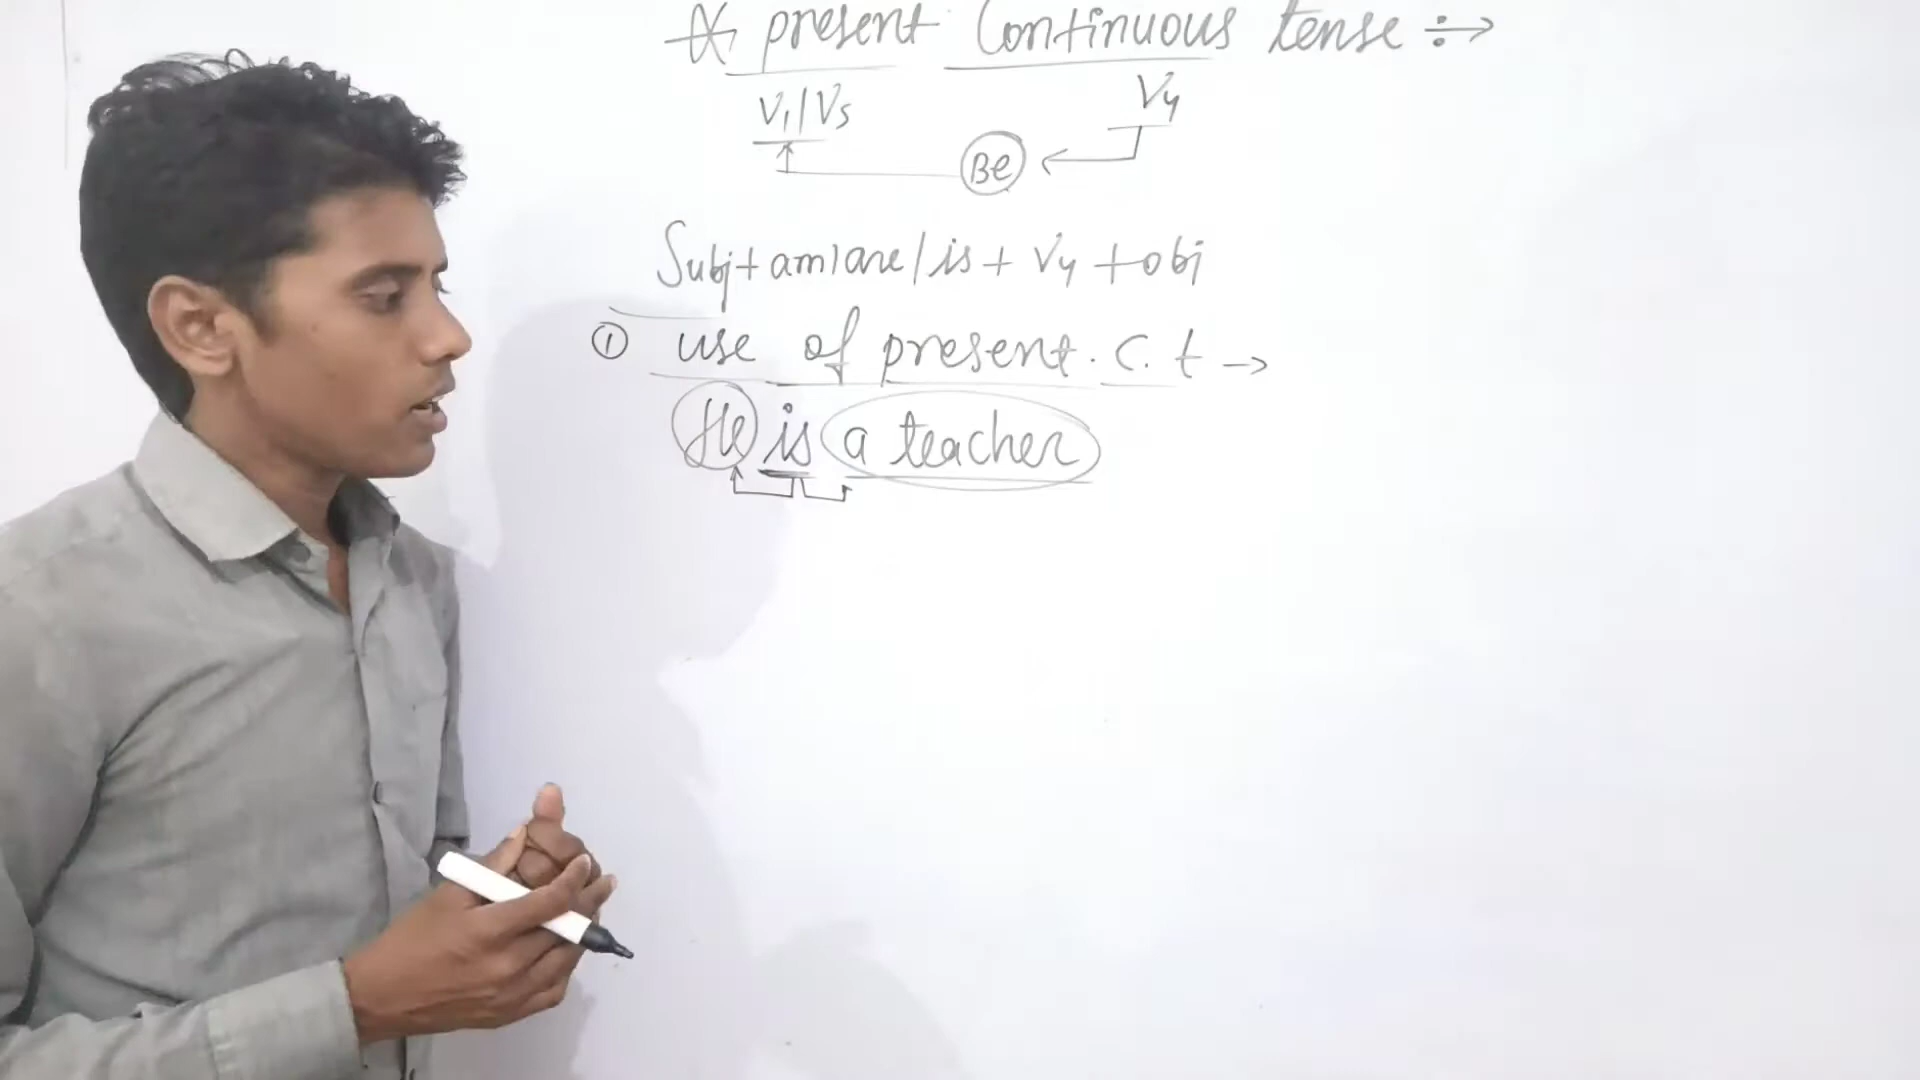 present Continuous tense ÷→
V1/V5 V4
Be
Subj + am/are/is + V4 + obj
① use of present. C. t →
He is a teacher